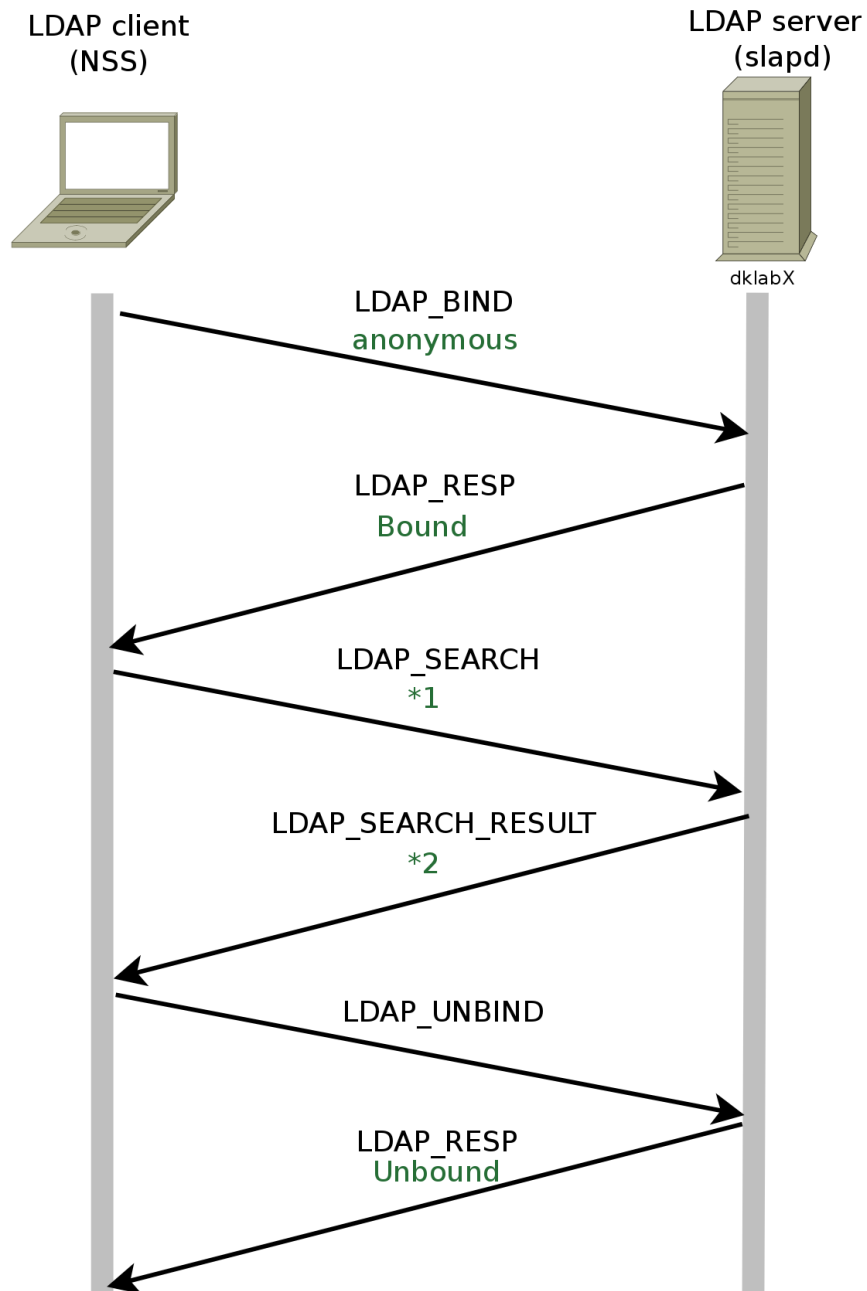 LDAP client
(NSS)
LDAP server
(slapd)
dklabX
LDAP_BIND
anonymous
LDAP_RESP
Bound
LDAP_SEARCH
*1
LDAP_SEARCH_RESULT
*2
LDAP_UNBIND
LDAP_RESP
Unbound